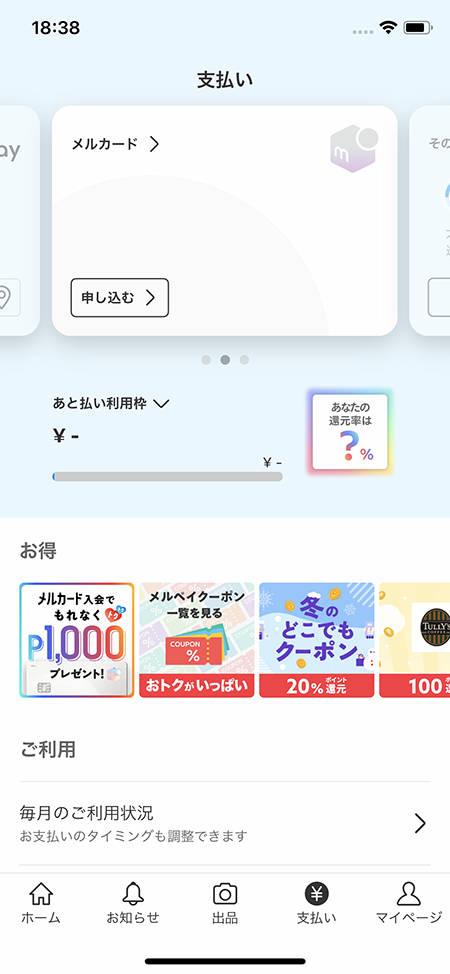 18:38
支払い
ay
メルカード
m
その
申し込む
あと払い利用枠
¥ -
¥ -
あなたの
還元率は
?%
お得
メルカード入会で
もれなく
P1,000
プレゼント!
メルペイクーポン
一覧を見る
COUPON
%
おトクがいっぱい
冬の
どこでも
クーポン
20%ポイント還元
TULLY'S
COFFEE
100
ご利用
毎月のご利用状況
お支払いのタイミングも調整できます
ホーム
お知らせ
出品
支払い
マイページ